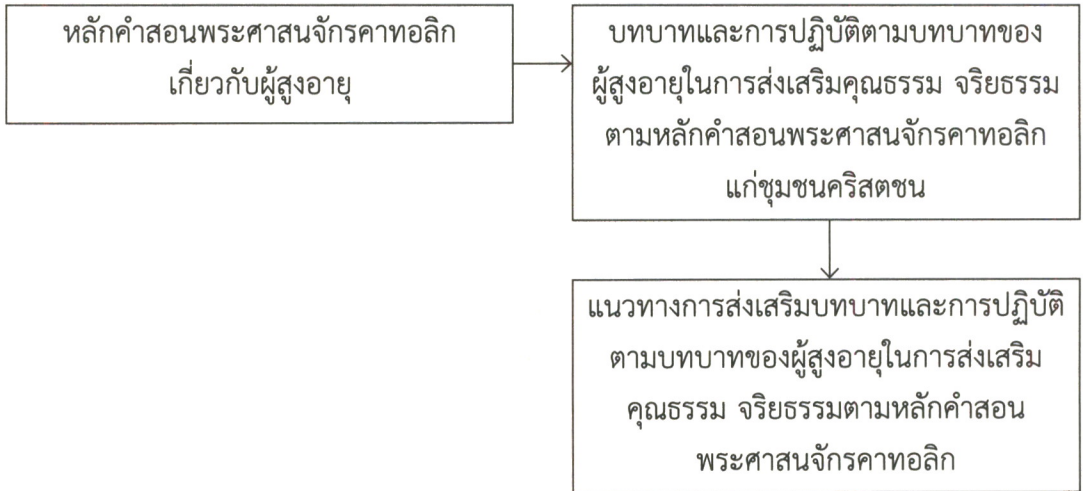 หลักคำสอนพระศาสนจักรคาทอลิก
เกี่ยวกับผู้สูงอายุ
บทบาทและการปฏิบัติตามบทบาทของ
ผู้สูงอายุในการส่งเสริมคุณธรรม จริยธรรม
ตามหลักคำสอนพระศาสนจักรคาทอลิก
แก่ชุมชนคริสตชน
แนวทางการส่งเสริมบทบาทและการปฏิบัติ
ตามบทบาทของผู้สูงอายุในการส่งเสริม
คุณธรรม จริยธรรมตามหลักคำสอน
พระศาสนจักรคาทอลิก